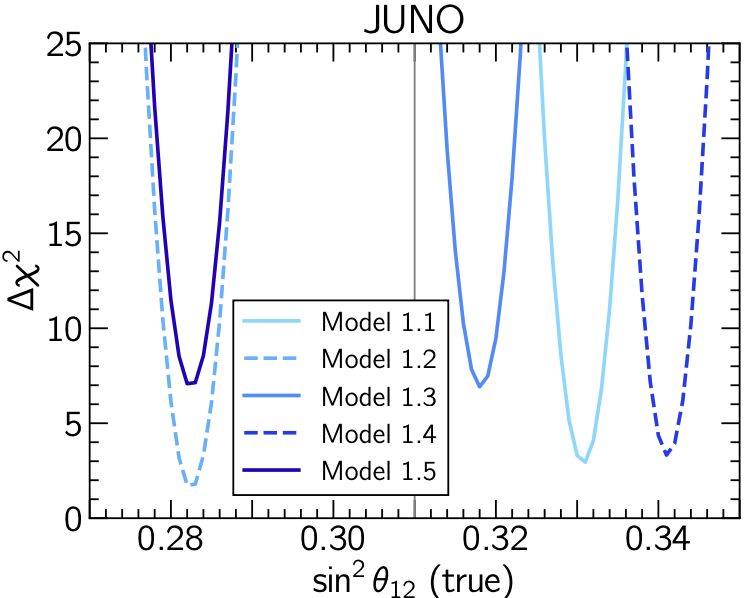 JUNO
25
20
15
10
5
0
Δχ²
Model 1.1
Model 1.2
Model 1.3
Model 1.4
Model 1.5
0.28 0.30 0.32 0.34
sin² θ₁₂ (true)